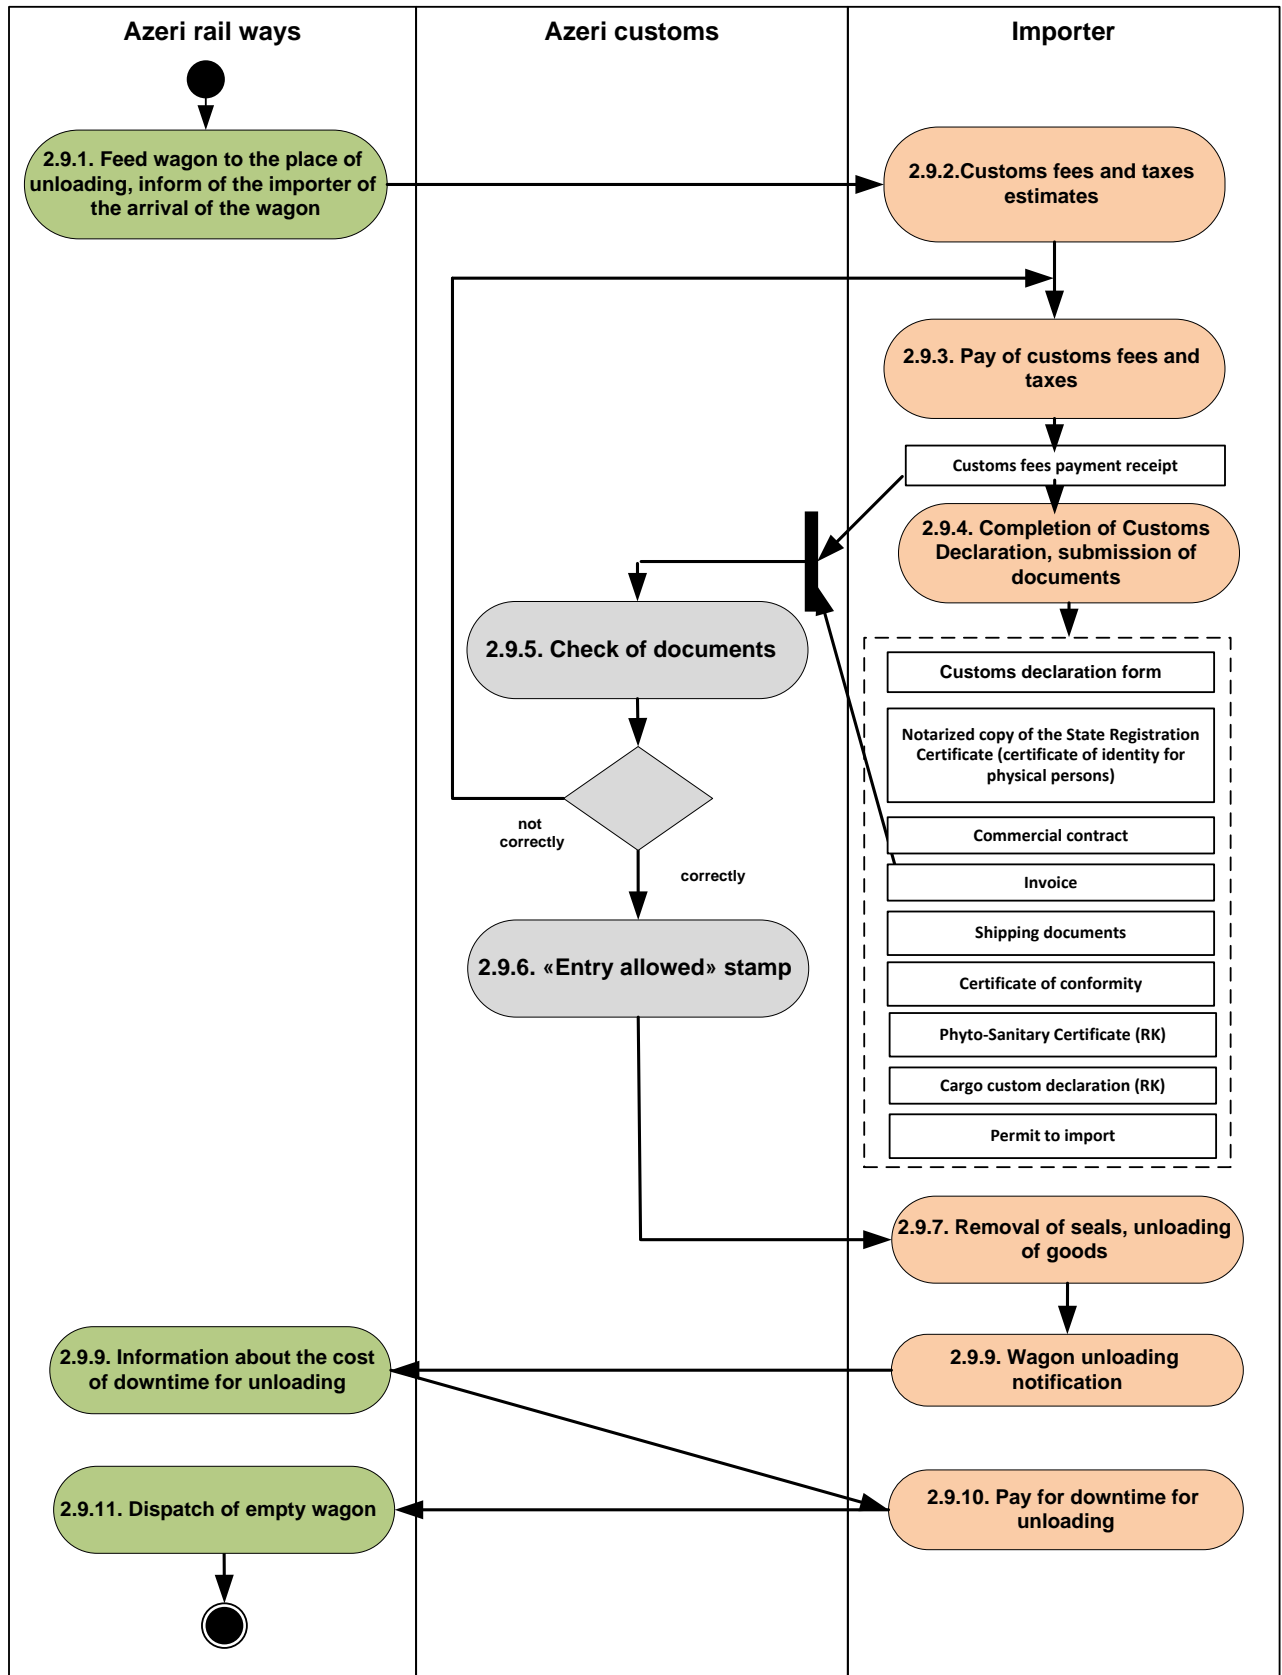 Azeri rail ways
Azeri customs
Importer
2.9.1. Feed wagon to the place of
unloading, inform of the importer of
the arrival of the wagon
2.9.2.Customs fees and taxes
estimates
2.9.3. Pay of customs fees and
taxes
Customs fees payment receipt
2.9.4. Completion of Customs
Declaration, submission of
documents
2.9.5. Check of documents
Customs declaration form
Notarized copy of the State Registration
Certificate (certificate of identity for
physical persons)
not
correctly
Commercial contract
correctly
Invoice
Shipping documents
2.9.6. «Entry allowed» stamp
Certificate of conformity
Phyto-Sanitary Certificate (RK)
Cargo custom declaration (RK)
Permit to import
2.9.7. Removal of seals, unloading
of goods
2.9.9. Information about the cost
of downtime for unloading
2.9.9. Wagon unloading
notification
2.9.11. Dispatch of empty wagon
2.9.10. Pay for downtime for
unloading